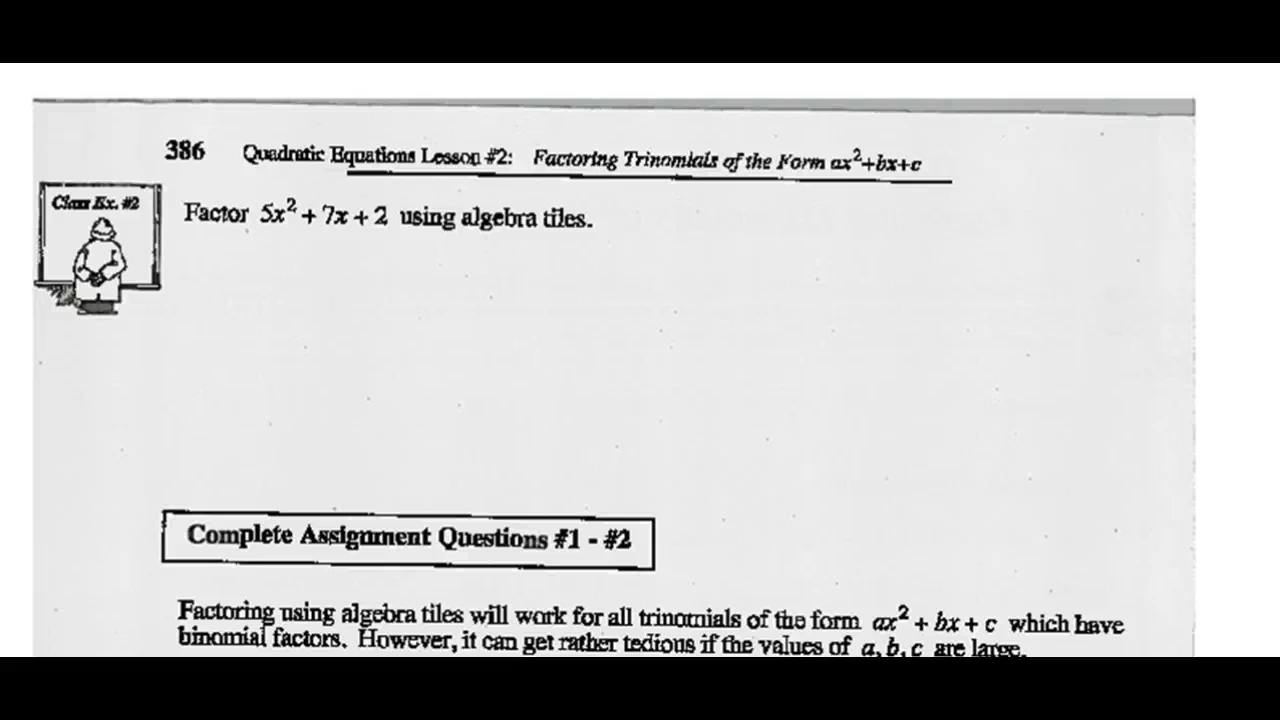 386 Quadratic Equations Lesson #2: Factoring Trinomials of the Form ax²+bx+c
Class Ex. #2
Factor 5x² + 7x + 2 using algebra tiles.
Complete Assignment Questions #1 - #2
Factoring using algebra tiles will work for all trinomials of the form ax² + bx + c which have
binomial factors. However, it can get rather tedious if the values of a, b, c are large.